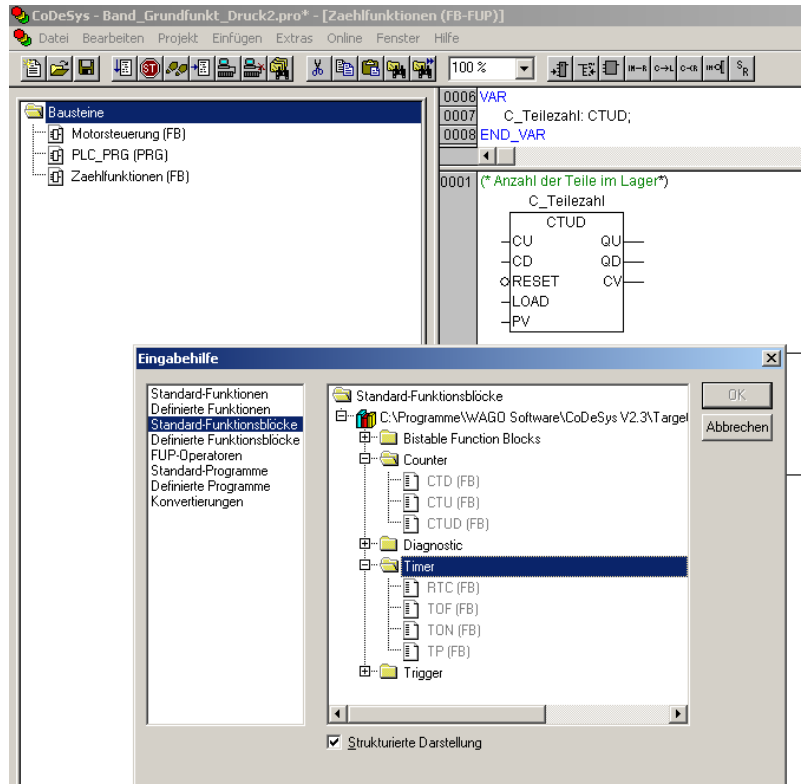 CoDeSys - Band_Grundfunkt_Druck2.pro* - [Zaehlfunktionen (FB-FUP)]
Datei Bearbeiten Projekt Einfügen Extras Online Fenster Hilfe
100 %
Bausteine
Motorsteuerung (FB)
PLC_PRG (PRG)
Zaehlfunktionen (FB)
0006 VAR
0007 C_Teilezahl: CTUD;
0008 END_VAR
0001 (* Anzahl der Teile im Lager*)
C_Teilezahl
CTUD
CU QU
CD QD
RESET CV
LOAD
PV
Eingabehilfe
Standard-Funktionen
Definierte Funktionen
Standard-Funktionsblöcke
Definierte Funktionsblöcke
FUP-Operatoren
Standard-Programme
Definierte Programme
Konvertierungen
Standard-Funktionsblöcke
C:\Programme\WAGO Software\CoDeSys V2.3\Target
Bistable Function Blocks
Counter
CTD (FB)
CTU (FB)
CTUD (FB)
Diagnostic
Timer
RTC (FB)
TOF (FB)
TON (FB)
TP (FB)
Trigger
OK
Abbrechen
Strukturierte Darstellung